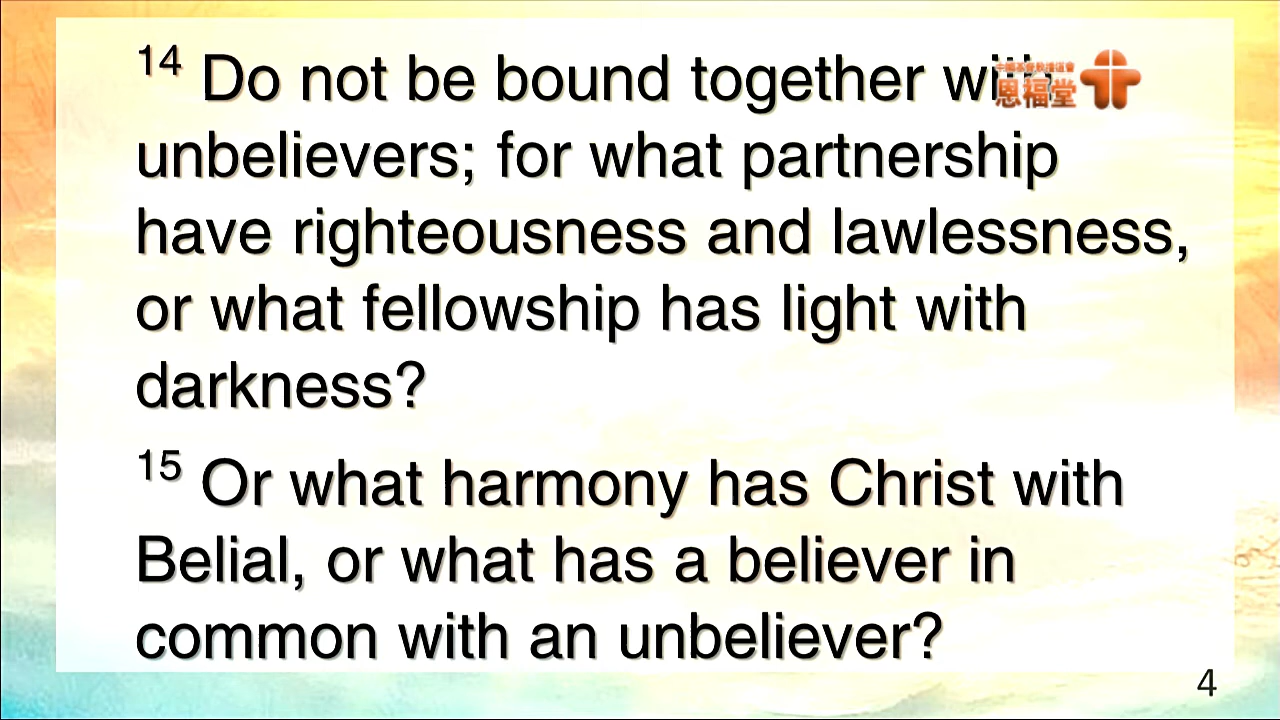 14 Do not be bound together with
unbelievers; for what partnership
have righteousness and lawlessness,
or what fellowship has light with
darkness?
15 Or what harmony has Christ with
Belial, or what has a believer in
common with an unbeliever?
恩福堂
4